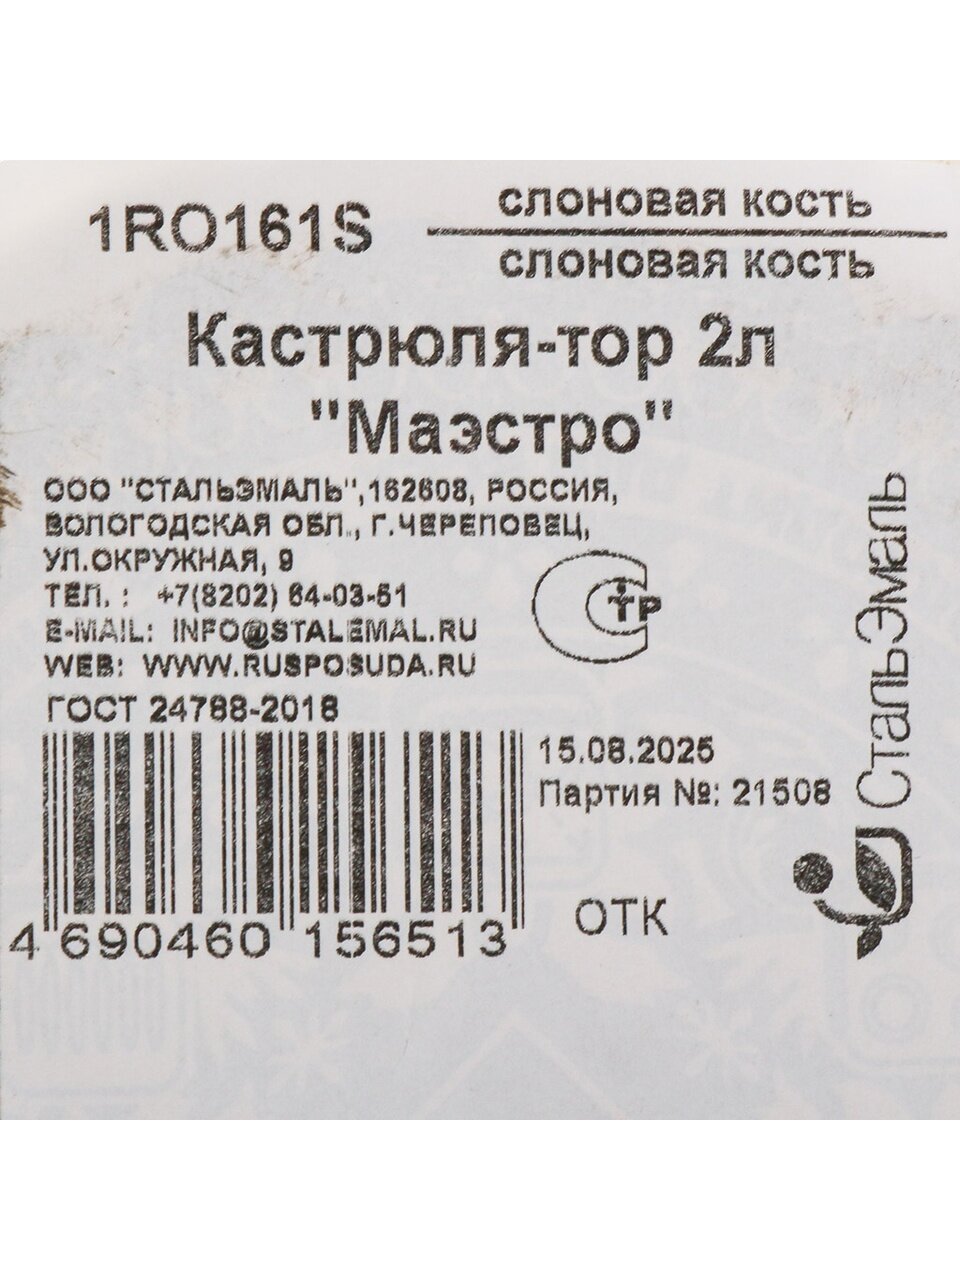 1RO161S
слоновая кость
слоновая кость
Кастрюля-тор 2л
"Маэстро"
ООО "СТАЛЬЭМАЛЬ",162608, РОССИЯ,
ВОЛОГОДСКАЯ ОБЛ., Г.ЧЕРЕПОВЕЦ,
УЛ.ОКРУЖНАЯ, 9
ТЕЛ. : +7(8202) 64-03-51
E-MAIL: INFO@STALEMAL.RU
WEB: WWW.RUSPOSUDA.RU
ГОСТ 24788-2018
СТР
15.08.2025
Партия №: 21508
ОТК
4 690460 156513
СтальЭмаль